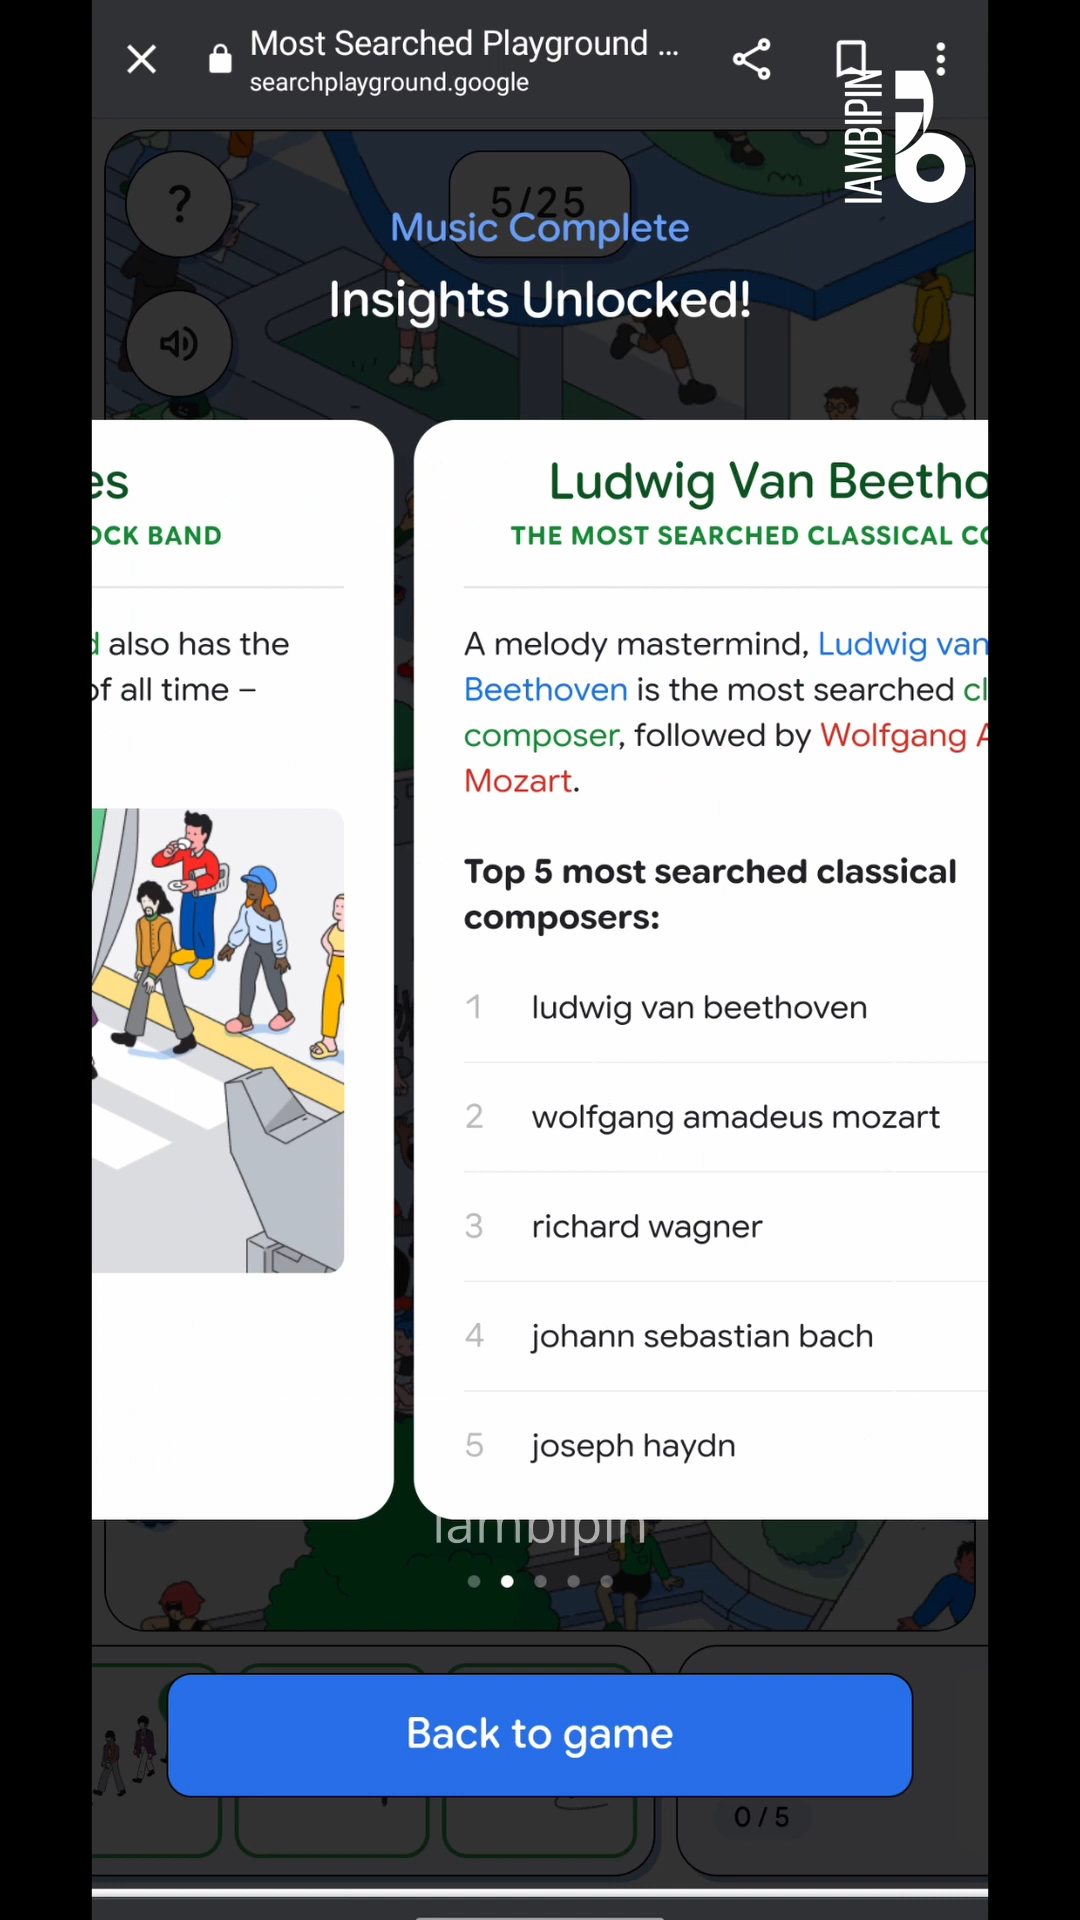 Most Searched Playground ...
searchplayground.google
IAMBIPIN
?
5/25
Music Complete
Insights Unlocked!
es
OCK BAND
also has the
of all time –
Ludwig Van Beetho
THE MOST SEARCHED CLASSICAL CO
A melody mastermind, Ludwig van
Beethoven is the most searched cl
composer, followed by Wolfgang A
Mozart.
Top 5 most searched classical
composers:
1 ludwig van beethoven
2 wolfgang amadeus mozart
3 richard wagner
4 johann sebastian bach
5 joseph haydn
Iambipin
Back to game
0 / 5